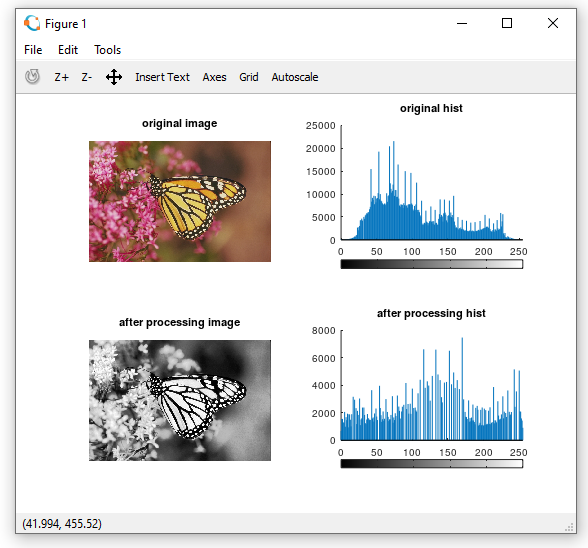 Figure 1
File Edit Tools
Z+ Z- Insert Text Axes Grid Autoscale
original image
original hist
25000
20000
15000
10000
5000
0
0 50 100 150 200 250
after processing image
after processing hist
8000
6000
4000
2000
0
0 50 100 150 200 250
(41.994, 455.52)